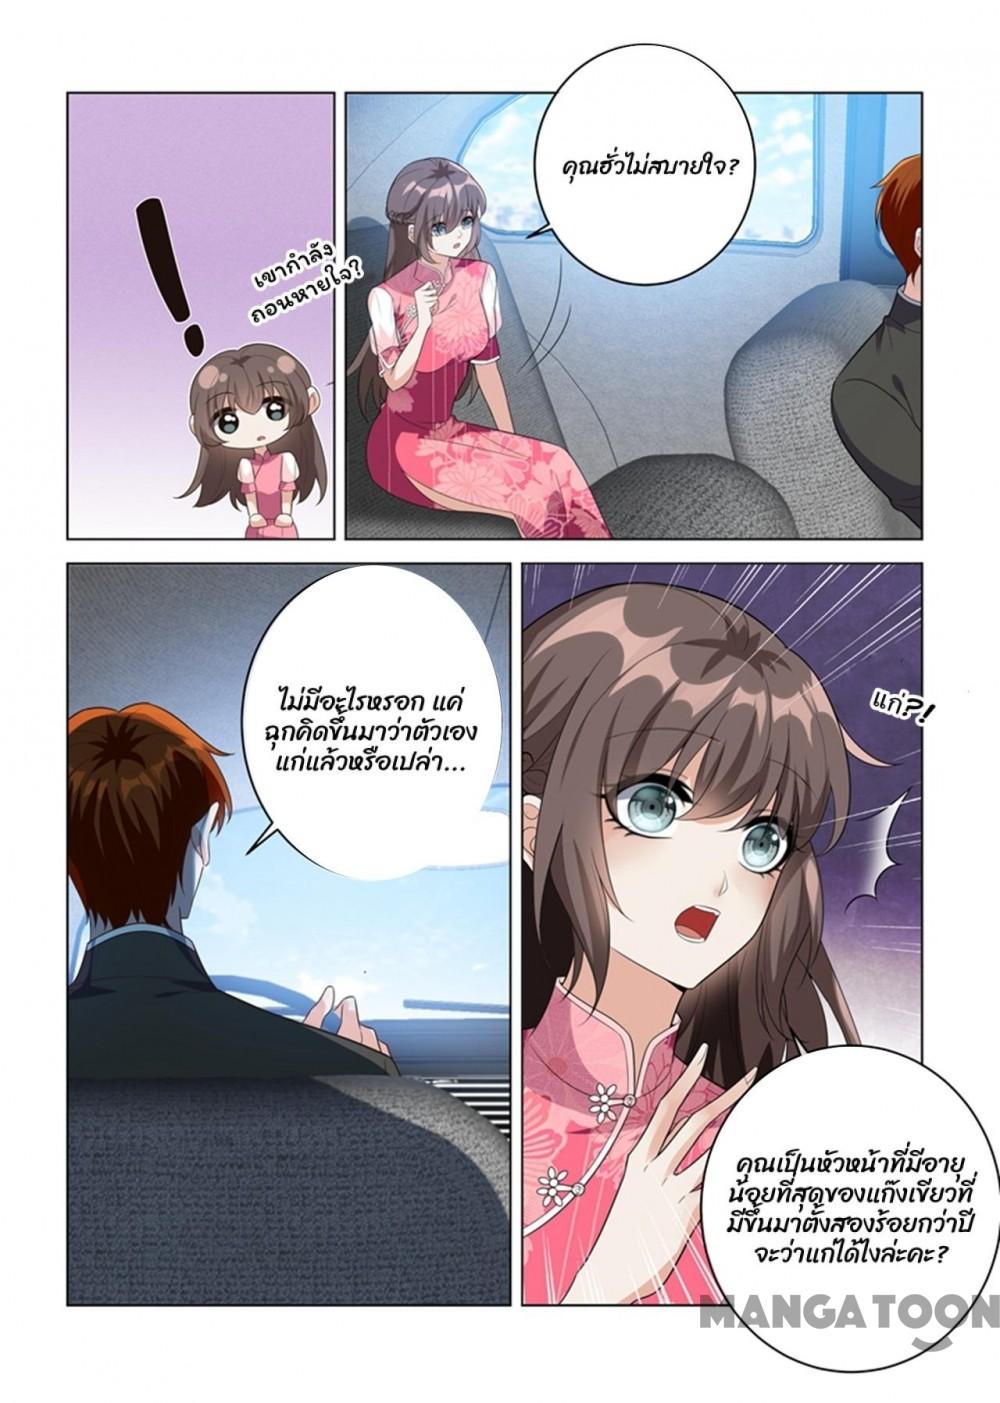 !
เขากำลัง
ถอนหายใจ?
คุณฮั่วไม่สบายใจ?
ไม่มีอะไรหรอก แค่
ฉุกคิดขึ้นมาว่าตัวเอง
แก่แล้วหรือเปล่า...
แก่?!
คุณเป็นหัวหน้าที่มีอายุ
น้อยที่สุดของแก๊งเขียวที่
มีขึ้นมาตั้งสองร้อยกว่าปี
จะว่าแก่ได้ไงล่ะคะ?
MANGATOON